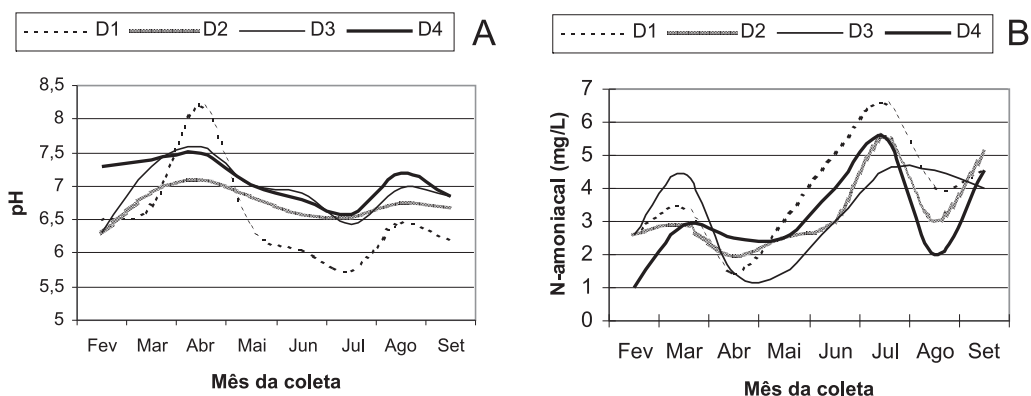 D1 D2 D3 D4 A
8,5
8
7,5
7
6,5
6
5,5
5
pH
Fev Mar Abr Mai Jun Jul Ago Set
Mês da coleta
D1 D2 D3 D4 B
7
6
5
4
3
2
1
0
N-amoniacal (mg/L)
Fev Mar Abr Mai Jun Jul Ago Set
Mês da coleta